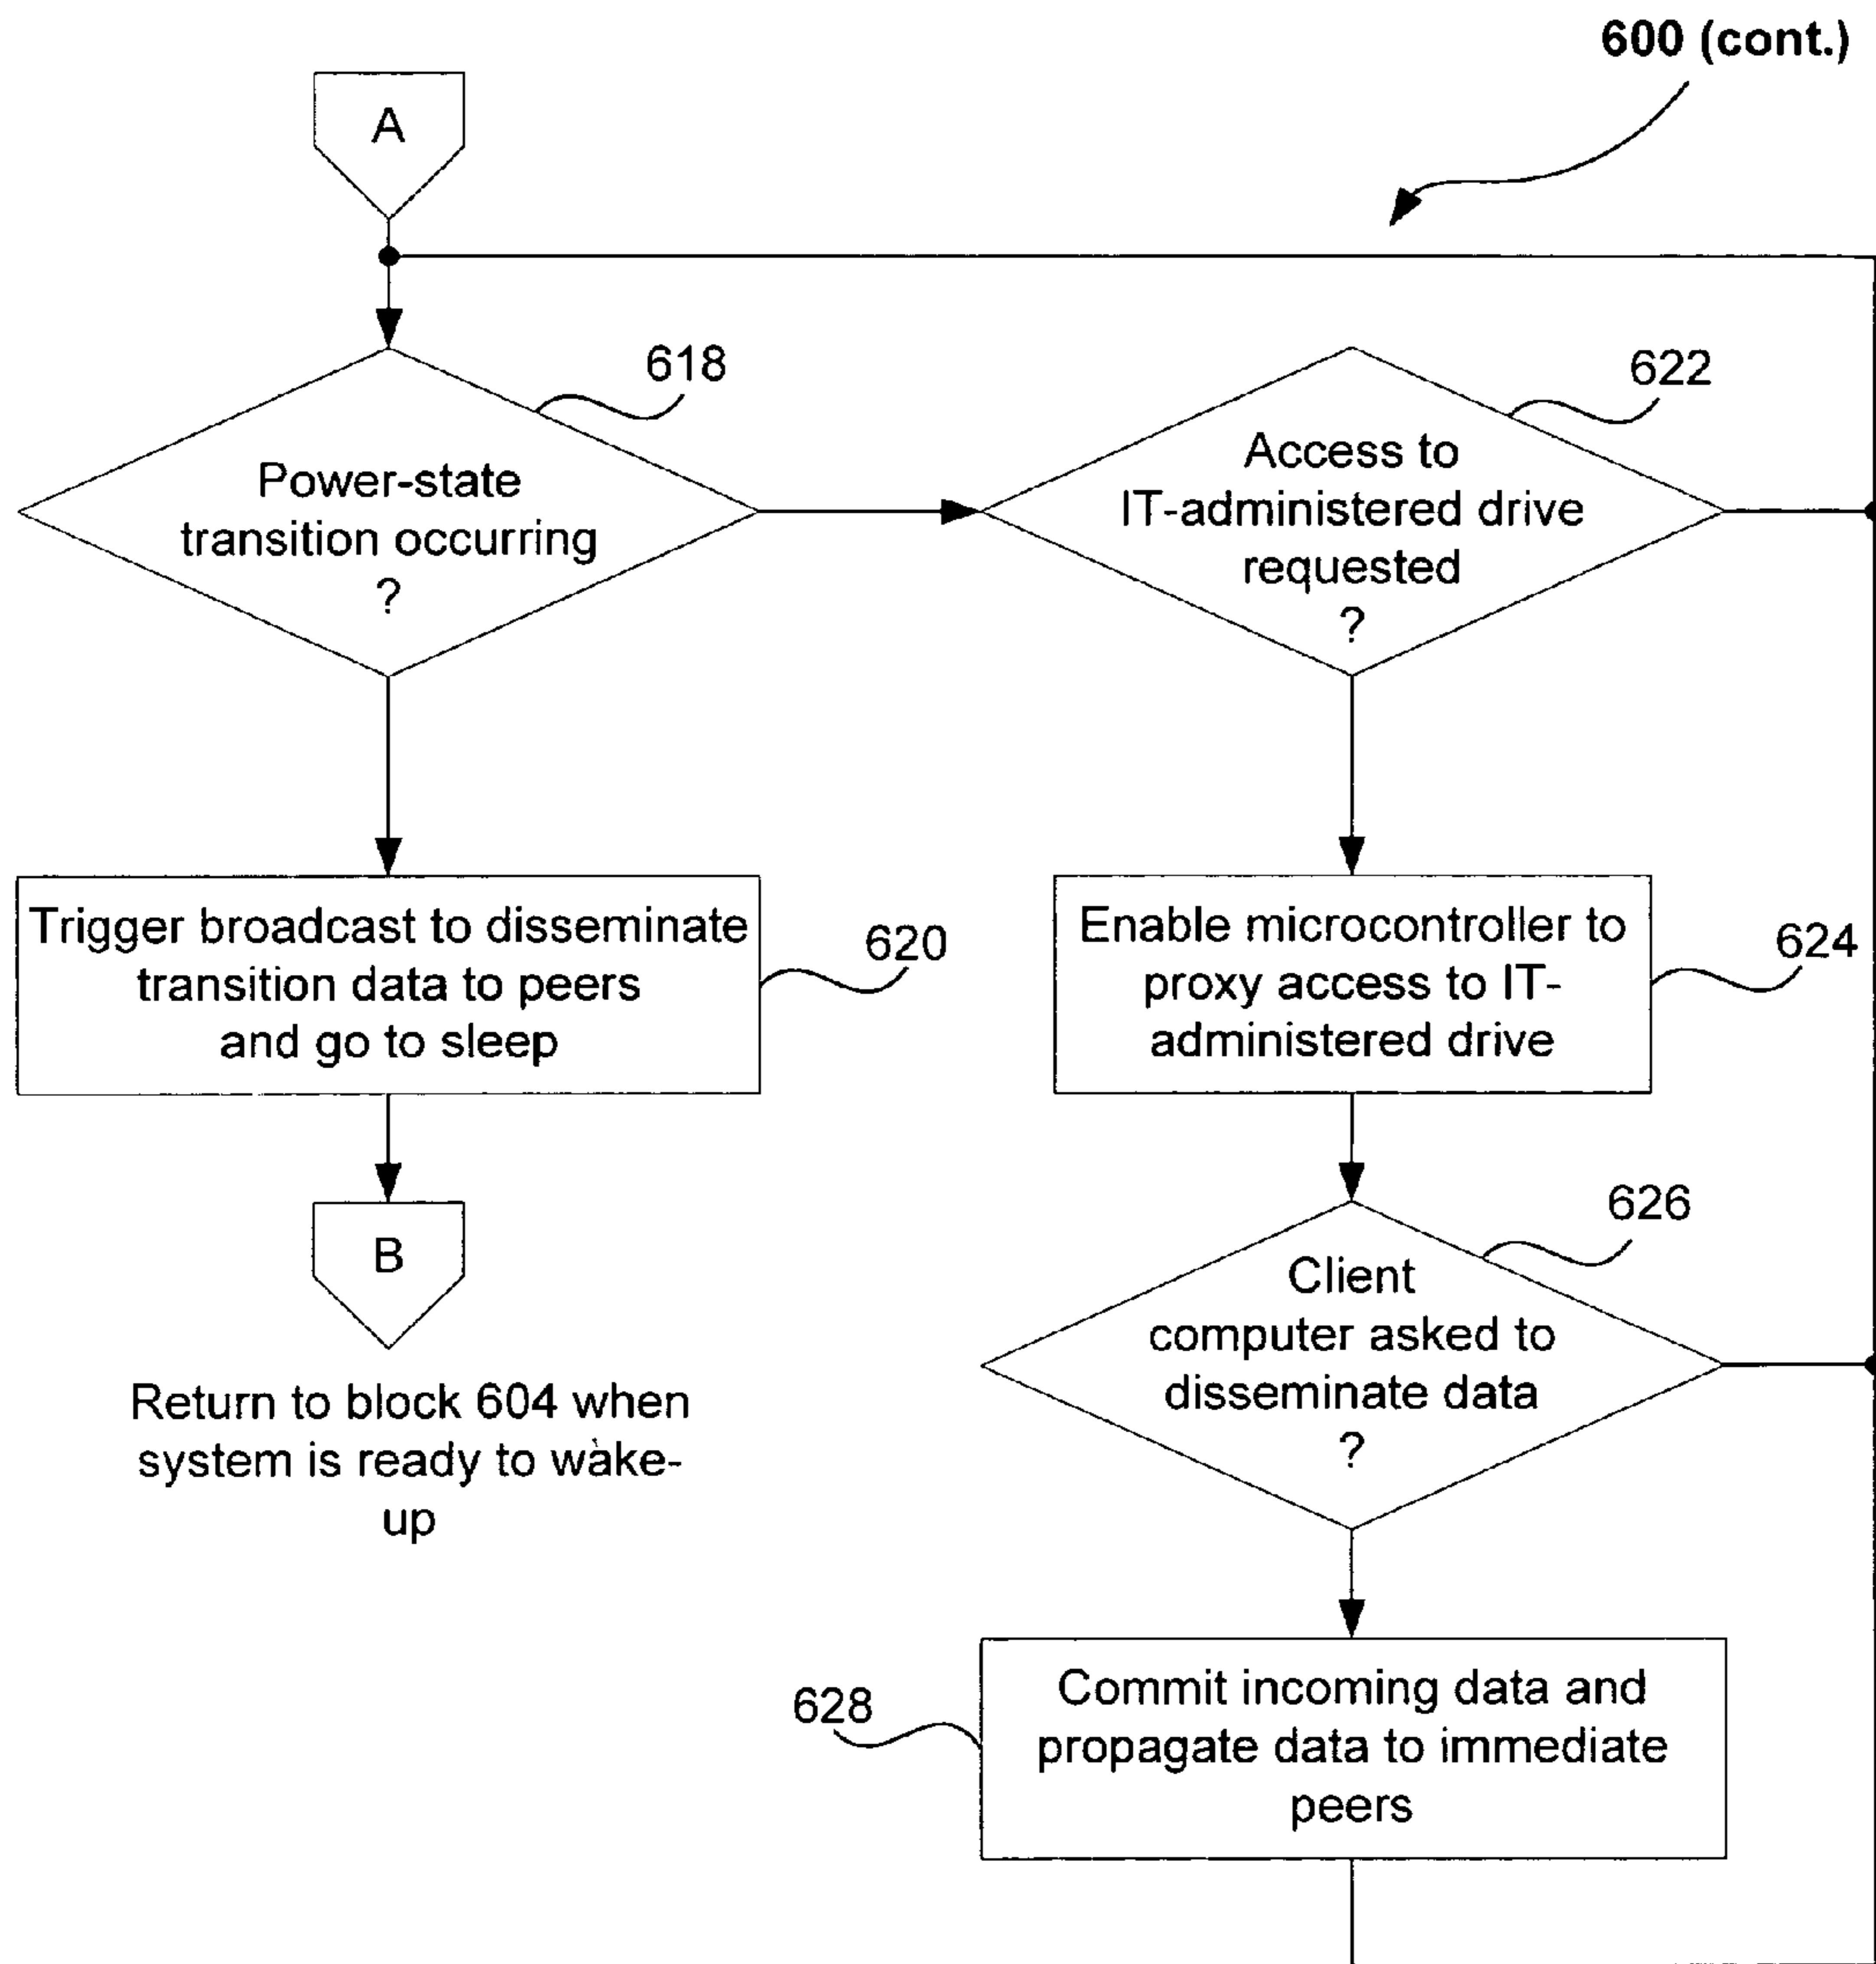 600 (cont.)
A
618
Power-state
transition occurring
?
622
Access to
IT-administered drive
requested
?
Trigger broadcast to disseminate
transition data to peers
and go to sleep
620
Enable microcontroller to
proxy access to IT-
administered drive
624
B
Return to block 604 when
system is ready to wake-
up
626
Client
computer asked to
disseminate data
?
628
Commit incoming data and
propagate data to immediate
peers